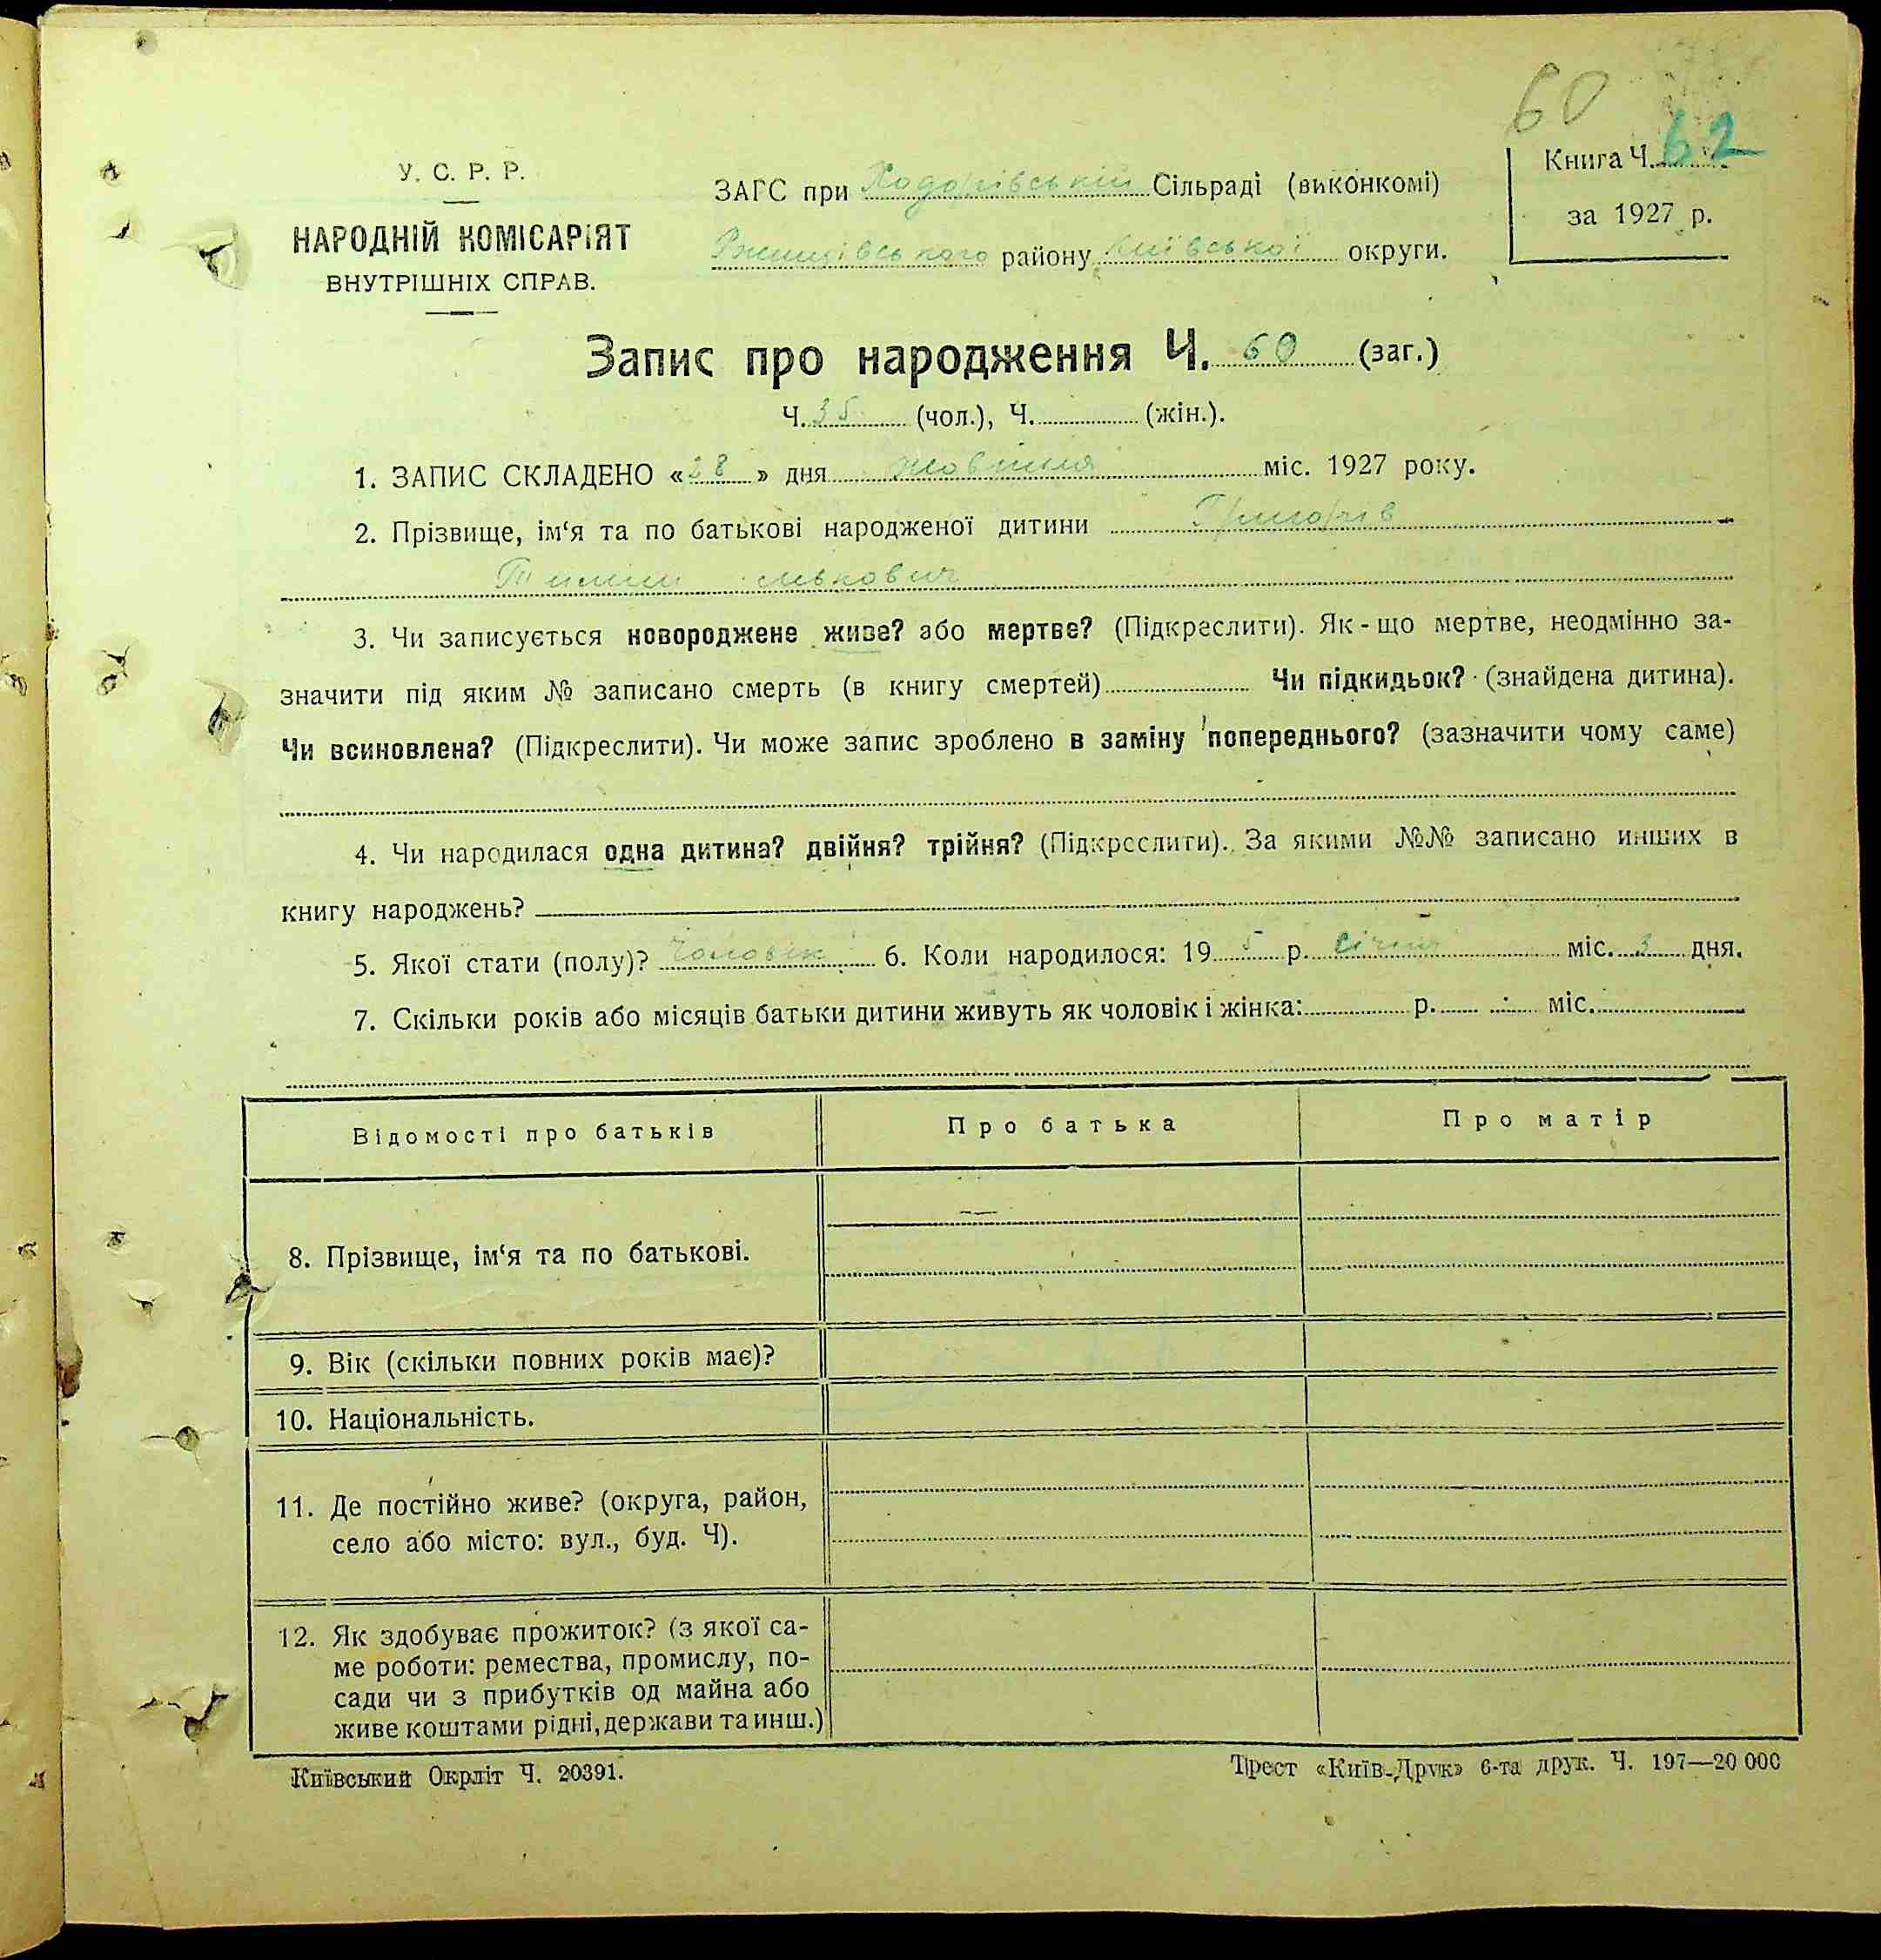 60
У. С. Р. Р.
НАРОДНІЙ КОМІСАРІЯТ
ВНУТРІШНІХ СПРАВ.
ЗАГС при Ходорівській Сільраді (виконкомі)
Ржищівського району Київської округи.
Книга Ч. 62
за 1927 р.
Запис про народження Ч. 60 (заг.)
Ч. 35 (чол.), Ч. (жін.).
1. ЗАПИС СКЛАДЕНО «28» дня жовтня міс. 1927 року.
2. Прізвище, ім‘я та по батькові народженої дитини Григорів
3. Чи записується новороджене живе? або мертве? (Підкреслити). Як-що мертве, неодмінно за-
значити під яким № записано смерть (в книгу смертей) Чи підкидьок? (знайдена дитина).
Чи всиновлена? (Підкреслити). Чи може запис зроблено в заміну попереднього? (зазначити чому саме)
4. Чи народилася одна дитина? двійня? трійня? (Підкреслити). За якими №№ записано инших в
книгу народжень?
5. Якої стати (полу)? Чоловік 6. Коли народилося: 19 5 р. Січня міс. 3 дня.
7. Скільки років або місяців батьки дитини живуть як чоловік і жінка: р. міс.
Відомості про батьків
Про батька
Про матір
8. Прізвище, ім‘я та по батькові.
9. Вік (скільки повних років має)?
10. Національність.
11. Де постійно живе? (округа, район,
село або місто: вул., буд. Ч).
12. Як здобуває прожиток? (з якої са-
ме роботи: ремества, промислу, по-
сади чи з прибутків од майна або
живе коштами рідні, держави та инш.)
Київський Окрліт Ч. 20391.
Трест «Київ-Друк» 6-та друк. Ч. 197—20 000